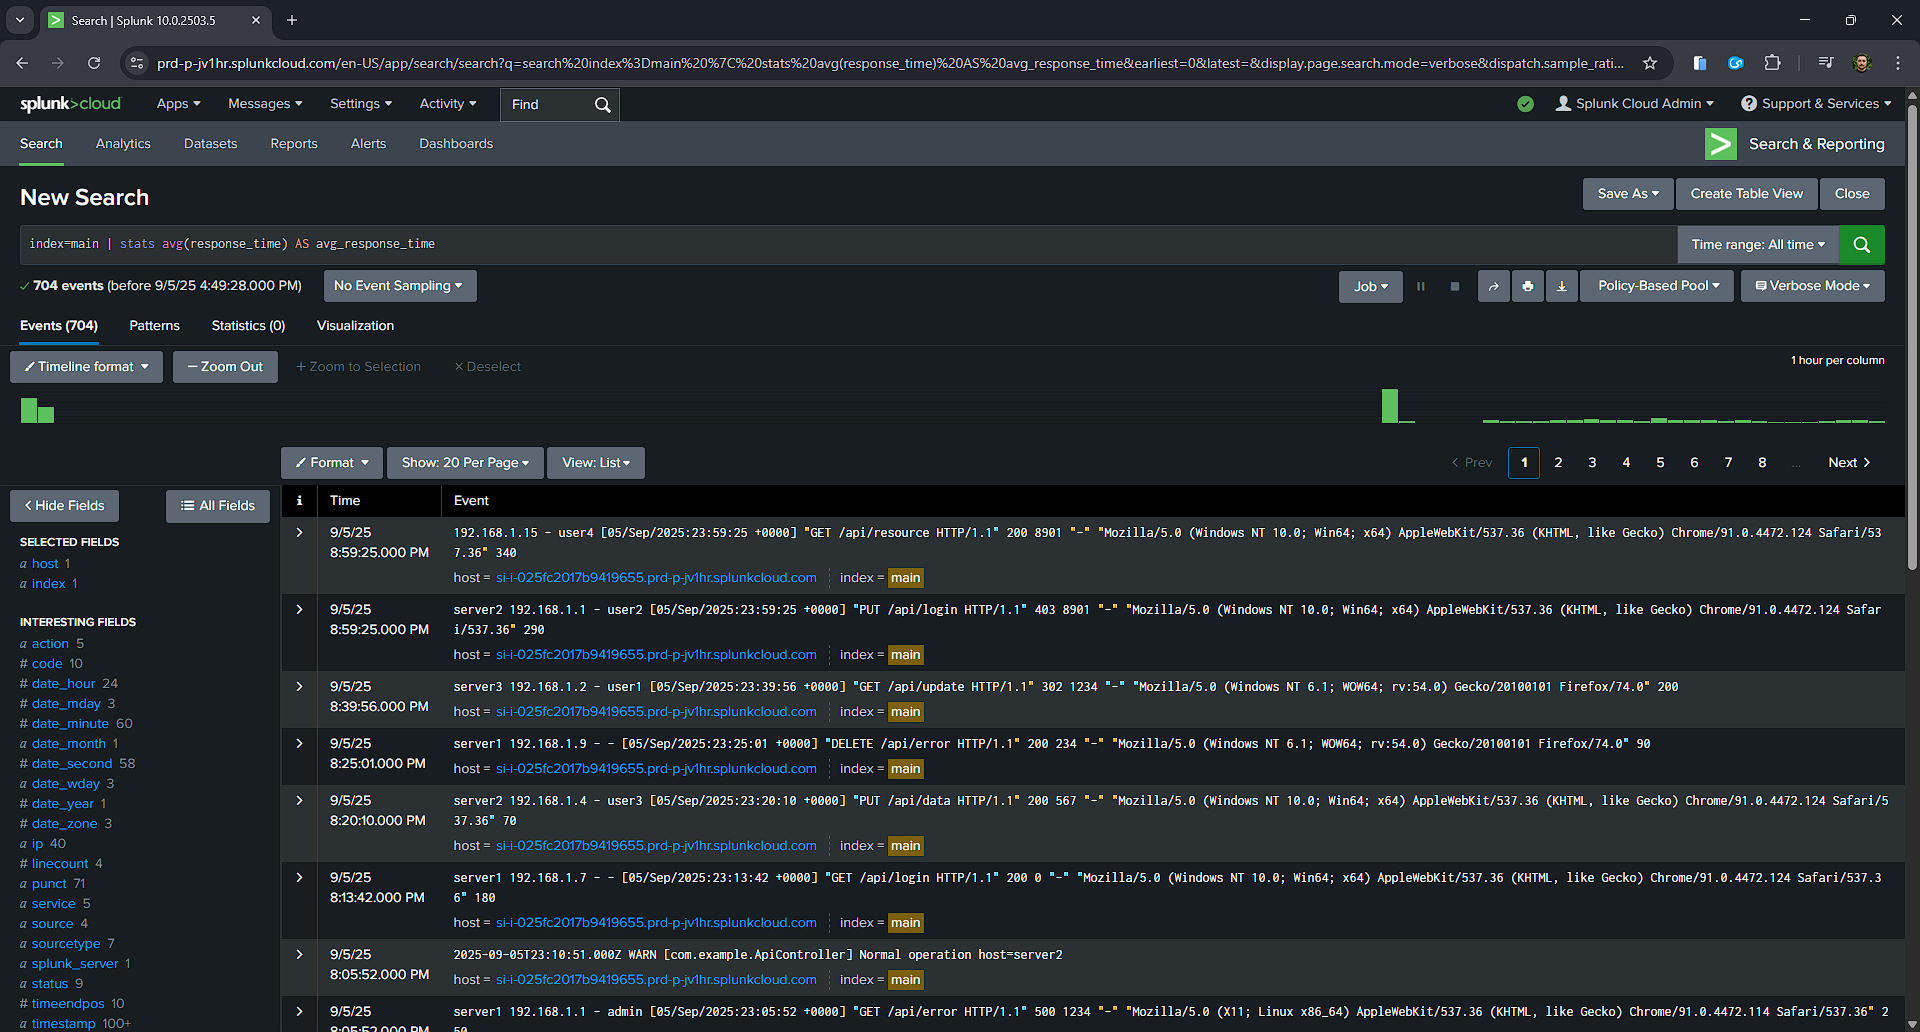 Search | Splunk 10.0.2503.5
prd-p-jv1hr.splunkcloud.com/en-US/app/search/search?q=search%20index%3Dmain%20%7C%20stats%20avg(response_time)%20AS%20avg_response_time&earliest=0&latest=&display.page.search.mode=verbose&dispatch.sample_rati...
splunk>cloud Apps Messages Settings Activity Find Splunk Cloud Admin Support & Services
Search Analytics Datasets Reports Alerts Dashboards Search & Reporting
New Search
Save As Create Table View Close
index=main | stats avg(response_time) AS avg_response_time
Time range: All time
704 events (before 9/5/25 4:49:28.000 PM) No Event Sampling Job Policy-Based Pool Verbose Mode
Events (704) Patterns Statistics (0) Visualization
Timeline format — Zoom Out + Zoom to Selection × Deselect 1 hour per column
Format Show: 20 Per Page View: List
< Prev 1 2 3 4 5 6 7 8 ... Next >
< Hide Fields All Fields
SELECTED FIELDS
a host 1
a index 1
INTERESTING FIELDS
a action 5
# code 10
# date_hour 24
# date_mday 3
# date_minute 60
a date_month 1
# date_second 58
a date_wday 3
# date_year 1
# date_zone 3
a ip 40
# linecount 4
a punct 71
a service 5
a source 4
a sourcetype 7
a splunk_server 1
a status 9
# timeendpos 10
a timestamp 100+
i Time Event
9/5/25
8:59:25.000 PM
192.168.1.15 - user4 [05/Sep/2025:23:59:25 +0000] "GET /api/resource HTTP/1.1" 200 8901 "-" "Mozilla/5.0 (Windows NT 10.0; Win64; x64) AppleWebKit/537.36 (KHTML, like Gecko) Chrome/91.0.4472.124 Safari/53
7.36" 340
host = si-i-025fc2017b9419655.prd-p-jv1hr.splunkcloud.com index = main
9/5/25
8:59:25.000 PM
server2 192.168.1.1 - user2 [05/Sep/2025:23:59:25 +0000] "PUT /api/login HTTP/1.1" 403 8901 "-" "Mozilla/5.0 (Windows NT 10.0; Win64; x64) AppleWebKit/537.36 (KHTML, like Gecko) Chrome/91.0.4472.124 Safar
i/537.36" 290
host = si-i-025fc2017b9419655.prd-p-jv1hr.splunkcloud.com index = main
9/5/25
8:39:56.000 PM
server3 192.168.1.2 - user1 [05/Sep/2025:23:39:56 +0000] "GET /api/update HTTP/1.1" 302 1234 "-" "Mozilla/5.0 (Windows NT 6.1; WOW64; rv:54.0) Gecko/20100101 Firefox/74.0" 200
host = si-i-025fc2017b9419655.prd-p-jv1hr.splunkcloud.com index = main
9/5/25
8:25:01.000 PM
server1 192.168.1.9 - - [05/Sep/2025:23:25:01 +0000] "DELETE /api/error HTTP/1.1" 200 234 "-" "Mozilla/5.0 (Windows NT 6.1; WOW64; rv:54.0) Gecko/20100101 Firefox/74.0" 90
host = si-i-025fc2017b9419655.prd-p-jv1hr.splunkcloud.com index = main
9/5/25
8:20:10.000 PM
server2 192.168.1.4 - user3 [05/Sep/2025:23:20:10 +0000] "PUT /api/data HTTP/1.1" 200 567 "-" "Mozilla/5.0 (Windows NT 10.0; Win64; x64) AppleWebKit/537.36 (KHTML, like Gecko) Chrome/91.0.4472.124 Safari/5
37.36" 70
host = si-i-025fc2017b9419655.prd-p-jv1hr.splunkcloud.com index = main
9/5/25
8:13:42.000 PM
server1 192.168.1.7 - - [05/Sep/2025:23:13:42 +0000] "GET /api/login HTTP/1.1" 200 0 "-" "Mozilla/5.0 (Windows NT 10.0; Win64; x64) AppleWebKit/537.36 (KHTML, like Gecko) Chrome/91.0.4472.124 Safari/537.3
6" 180
host = si-i-025fc2017b9419655.prd-p-jv1hr.splunkcloud.com index = main
9/5/25
8:05:52.000 PM
2025-09-05T23:10:51.000Z WARN [com.example.ApiController] Normal operation host=server2
host = si-i-025fc2017b9419655.prd-p-jv1hr.splunkcloud.com index = main
9/5/25
8:05:52.000 PM
server1 192.168.1.1 - admin [05/Sep/2025:23:05:52 +0000] "GET /api/error HTTP/1.1" 500 1234 "-" "Mozilla/5.0 (X11; Linux x86_64) AppleWebKit/537.36 (KHTML, like Gecko) Chrome/91.0.4472.114 Safari/537.36" 2
50